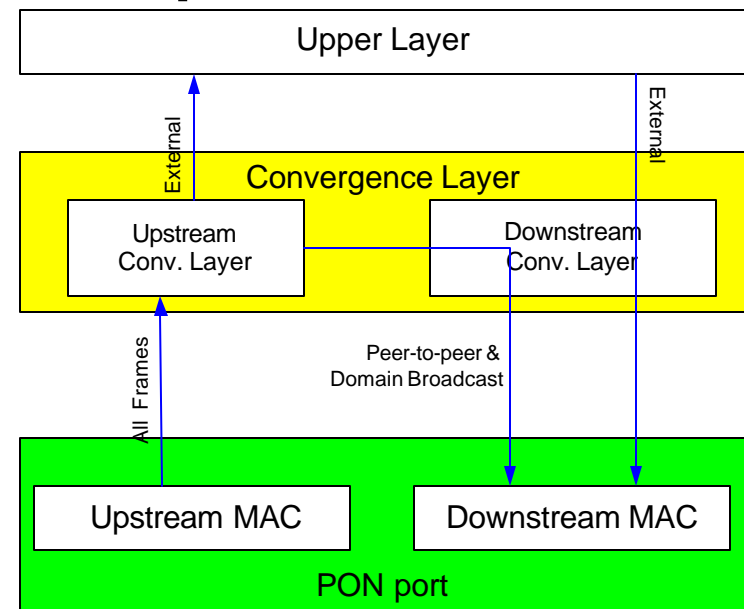 Upper Layer
External
External
Convergence Layer
Upstream
Conv. Layer
Downstream
Conv. Layer
All Frames
Peer-to-peer &
Domain Broadcast
Upstream MAC
Downstream MAC
PON port